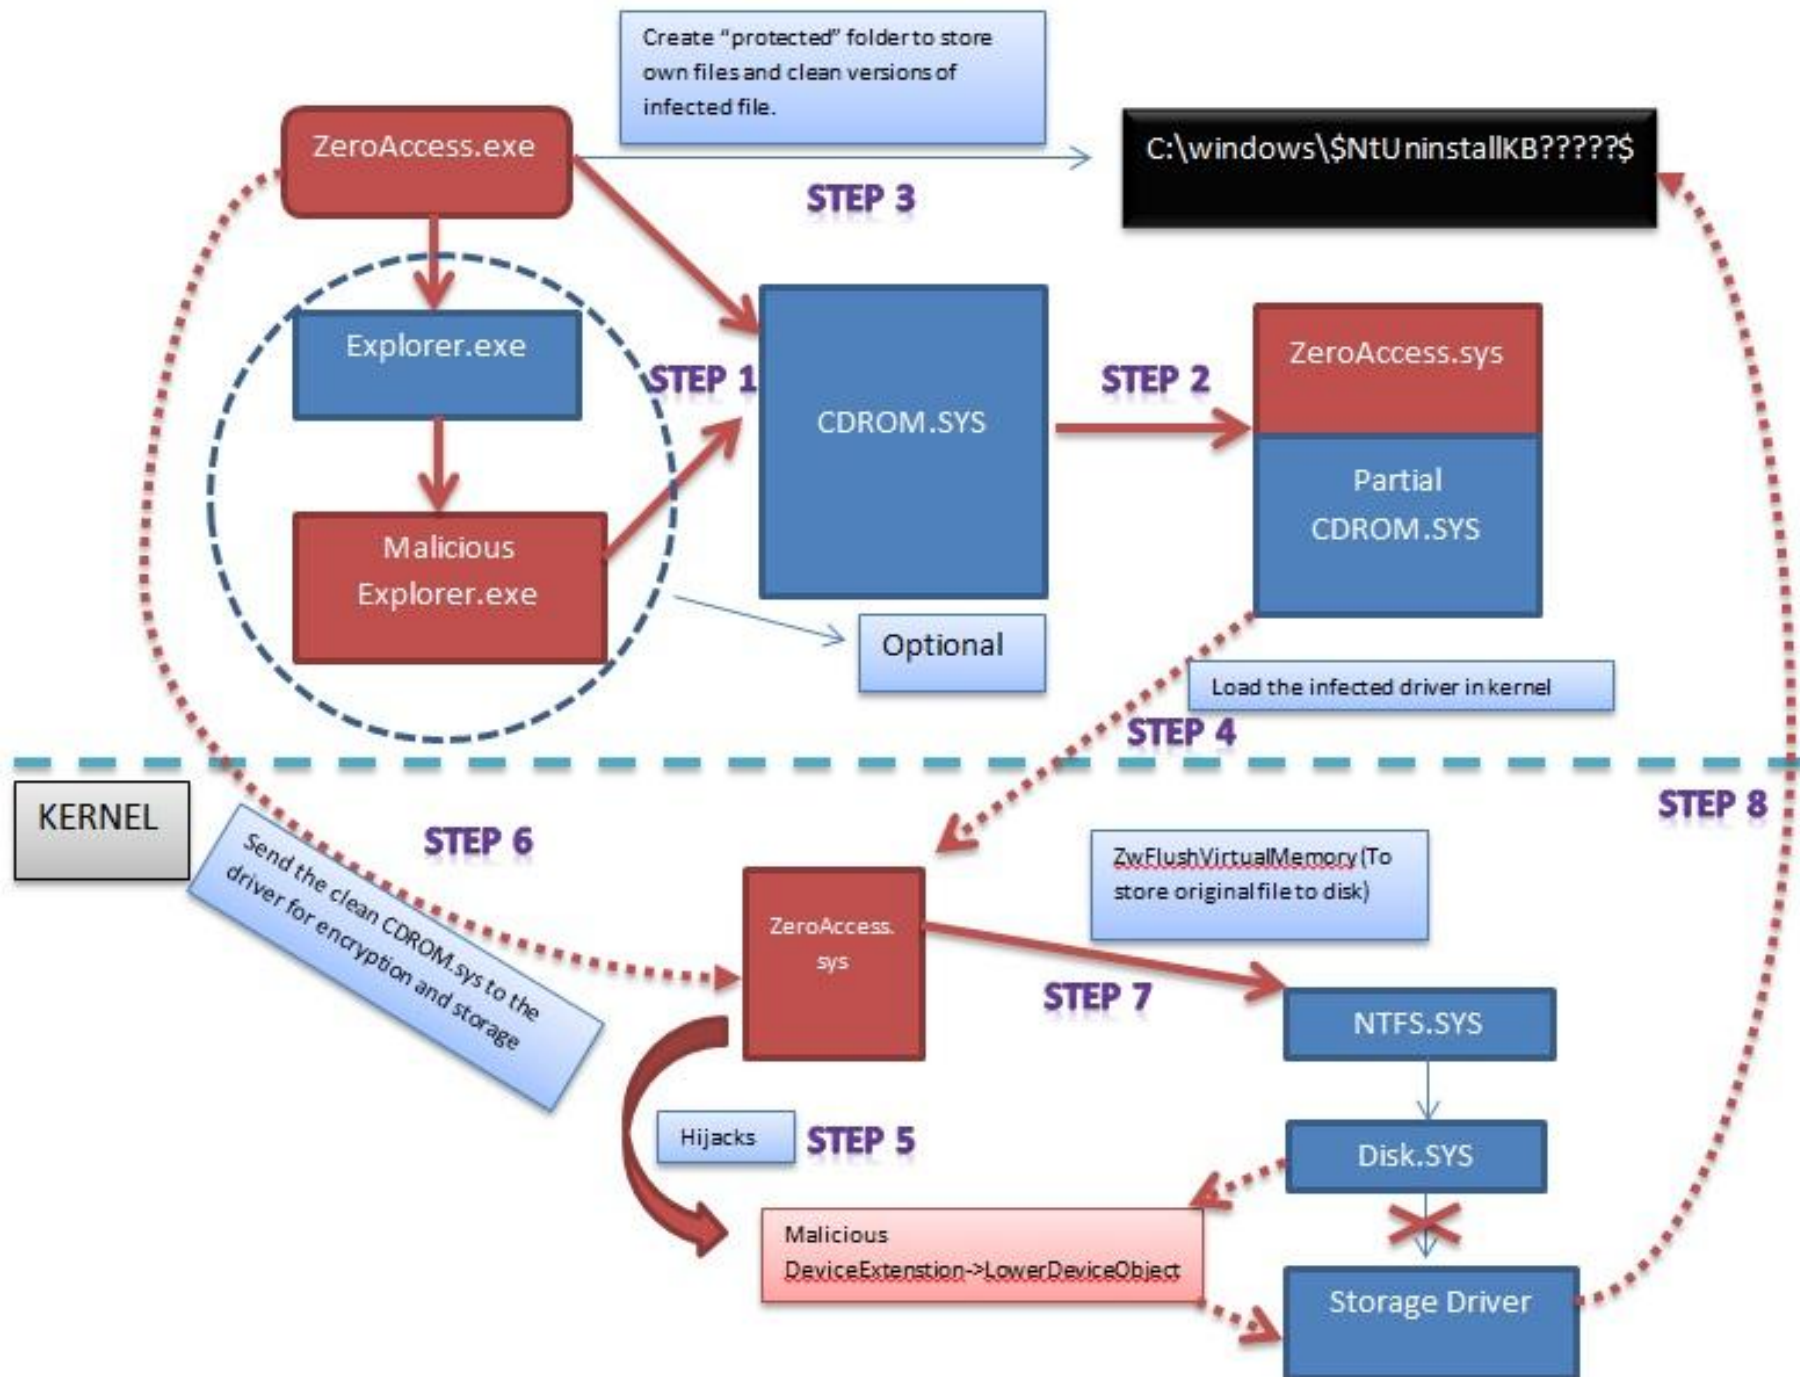 Create “protected” folder to store
own files and clean versions of
infected file.
ZeroAccess.exe
C:\windows\$NtUninstallKB?????$
STEP 3
Explorer.exe
STEP 1
CDROM.SYS
STEP 2
ZeroAccess.sys
Partial
CDROM.SYS
Malicious
Explorer.exe
Optional
Load the infected driver in kernel
STEP 4
KERNEL
STEP 8
STEP 6
Send the clean CDROM.sys to the
driver for encryption and storage
ZwFlushVirtualMemory(To
store original file to disk)
ZeroAccess.
sys
STEP 7
NTFS.SYS
Hijacks
STEP 5
Disk.SYS
Malicious
DeviceExtenstion->LowerDeviceObject
Storage Driver